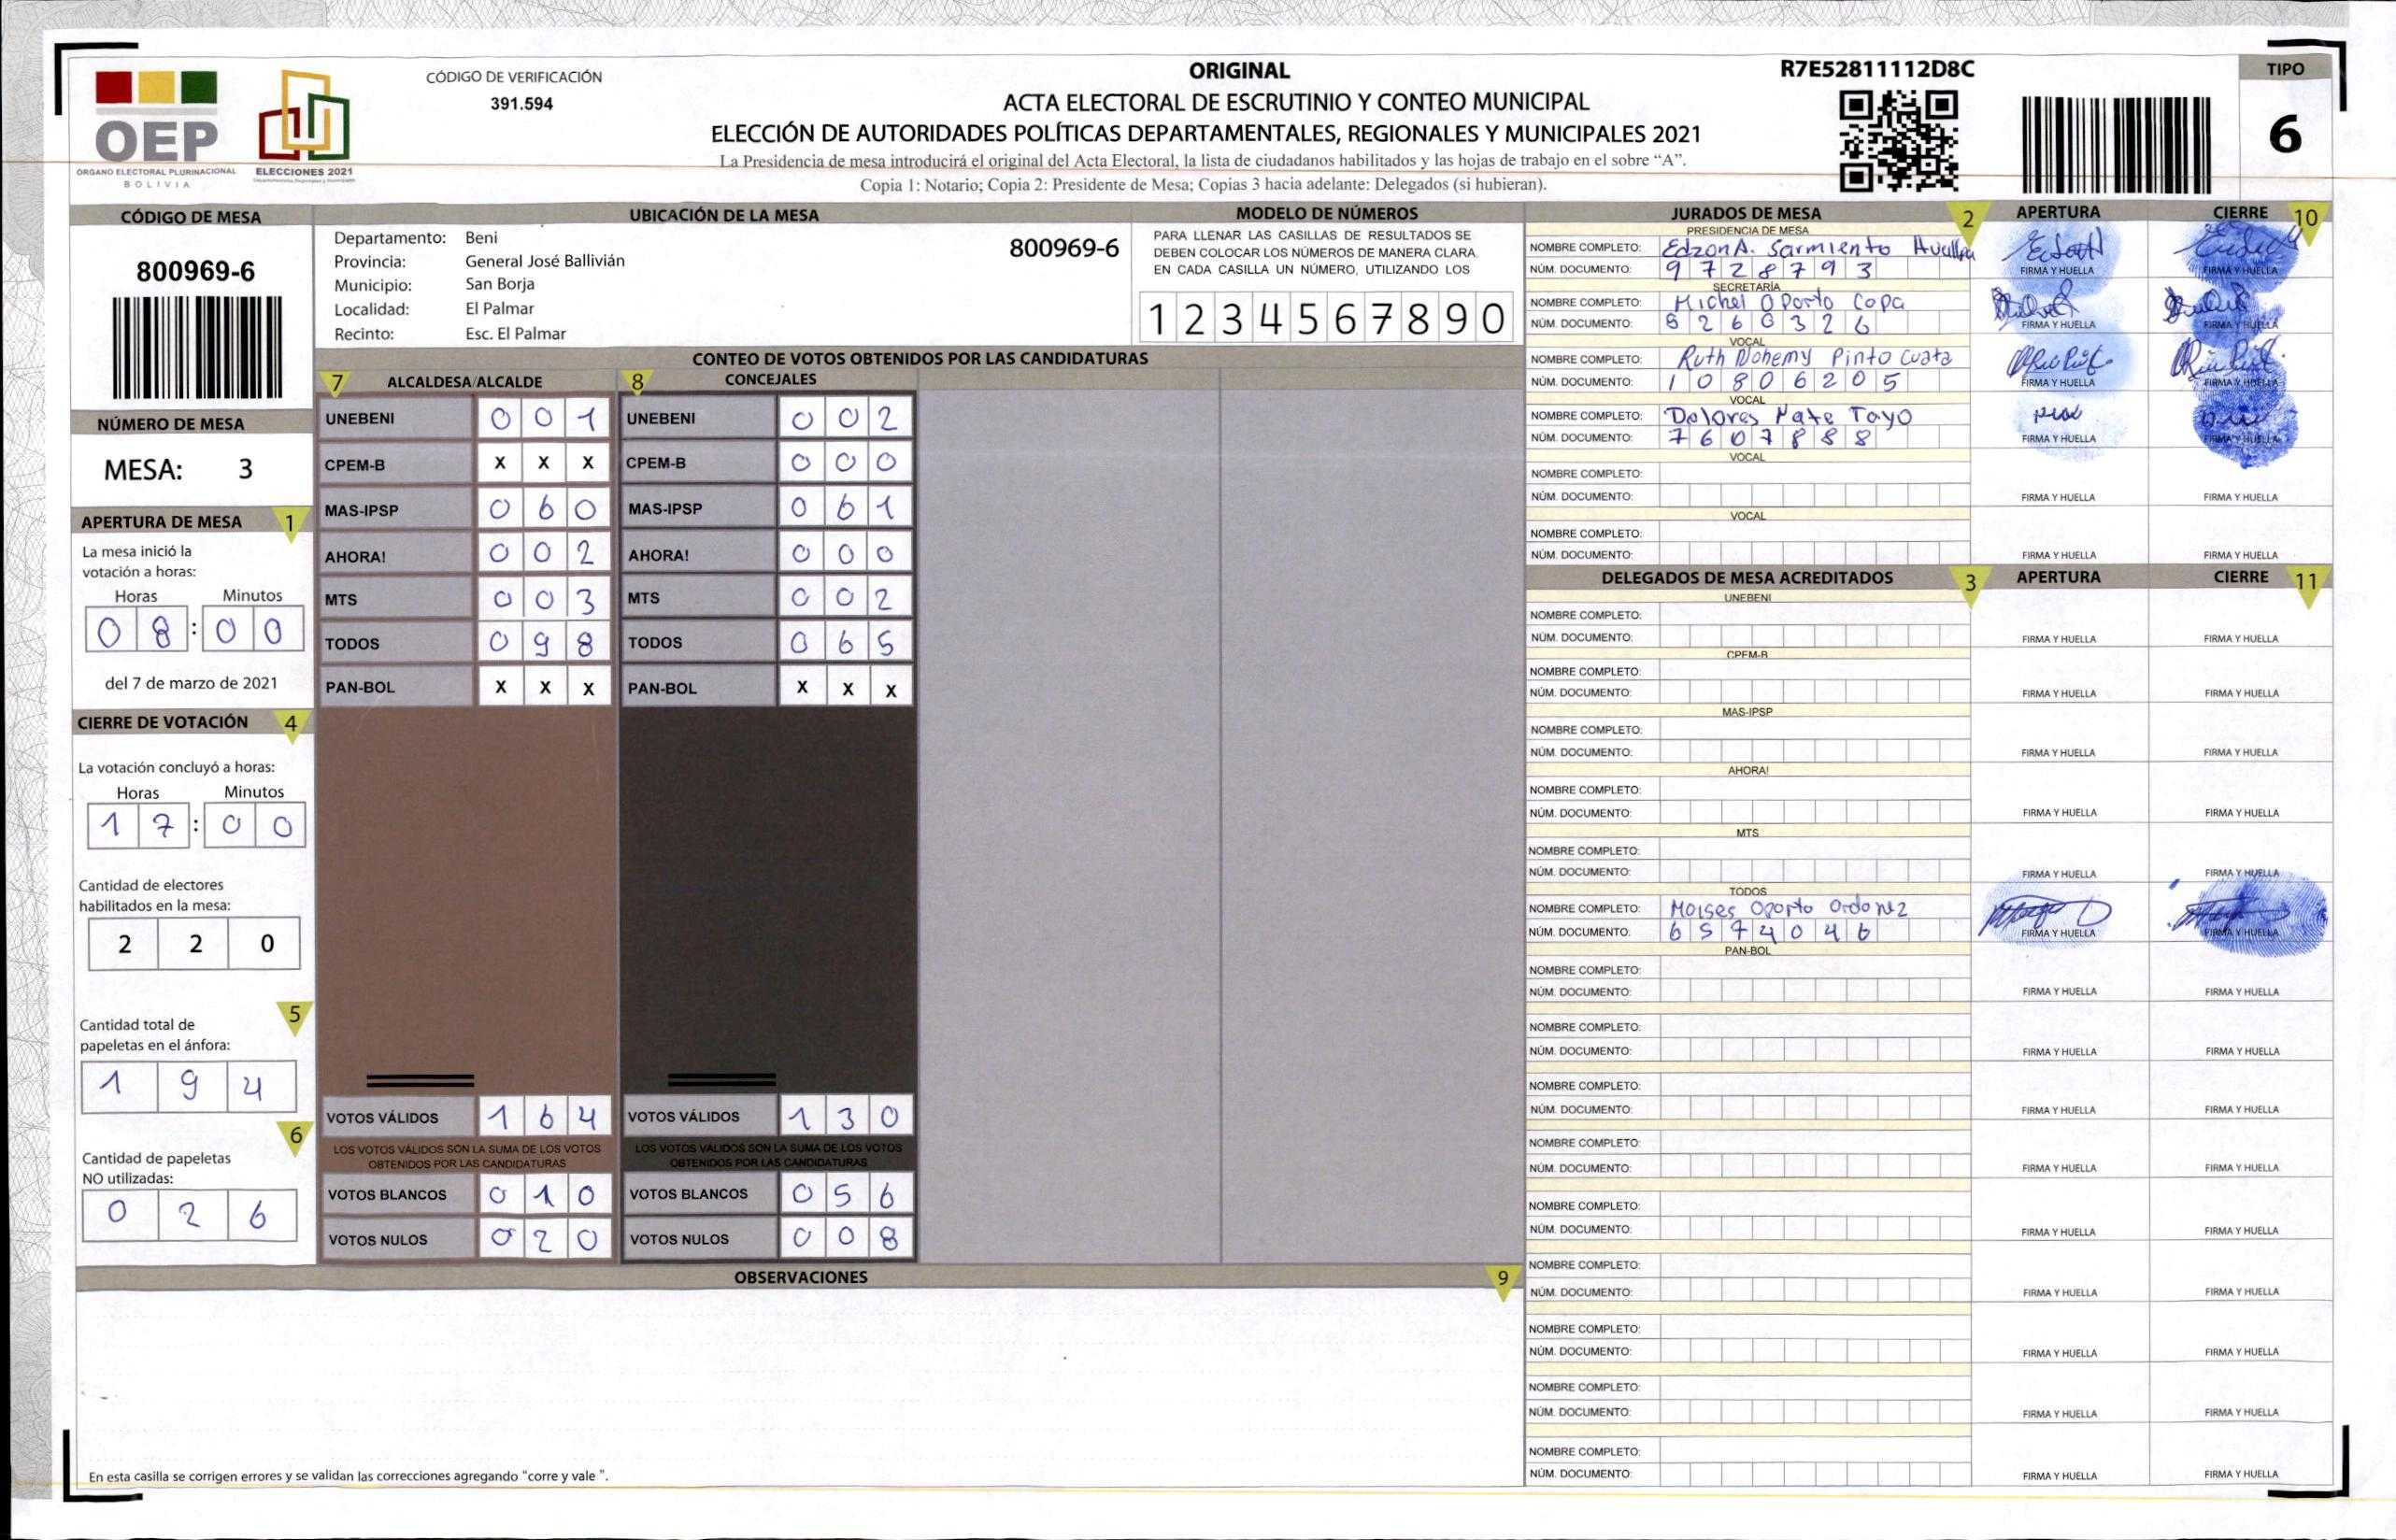 OEP
ÓRGANO ELECTORAL PLURINACIONAL
BOLIVIA
ELECCIONES 2021
CÓDIGO DE VERIFICACIÓN
391.594
ORIGINAL
ACTA ELECTORAL DE ESCRUTINIO Y CONTEO MUNICIPAL
ELECCIÓN DE AUTORIDADES POLÍTICAS DEPARTAMENTALES, REGIONALES Y MUNICIPALES 2021
La Presidencia de mesa introducirá el original del Acta Electoral, la lista de ciudadanos habilitados y las hojas de trabajo en el sobre “A”.
Copia 1: Notario; Copia 2: Presidente de Mesa; Copias 3 hacia adelante: Delegados (si hubieran).
R7E52811112D8C
TIPO
6
CÓDIGO DE MESA
800969-6
NÚMERO DE MESA
MESA: 3
APERTURA DE MESA 1
La mesa inició la
votación a horas:
Horas Minutos
0 8 : 0 0
del 7 de marzo de 2021
CIERRE DE VOTACIÓN 4
La votación concluyó a horas:
Horas Minutos
1 7 : 0 0
Cantidad de electores
habilitados en la mesa:
2 2 0
5
Cantidad total de
papeletas en el ánfora:
1 9 4
6
Cantidad de papeletas
NO utilizadas:
0 2 6
UBICACIÓN DE LA MESA
Departamento: Beni
Provincia: General José Ballivián
Municipio: San Borja
Localidad: El Palmar
Recinto: Esc. El Palmar
800969-6
MODELO DE NÚMEROS
PARA LLENAR LAS CASILLAS DE RESULTADOS SE
DEBEN COLOCAR LOS NÚMEROS DE MANERA CLARA.
EN CADA CASILLA UN NÚMERO, UTILIZANDO LOS
1 2 3 4 5 6 7 8 9 0
CONTEO DE VOTOS OBTENIDOS POR LAS CANDIDATURAS
7 ALCALDESA/ALCALDE 8 CONCEJALES
UNEBENI 0 0 1 UNEBENI 0 0 2
CPEM-B X X X CPEM-B 0 0 0
MAS-IPSP 0 6 0 MAS-IPSP 0 6 1
AHORA! 0 0 2 AHORA! 0 0 0
MTS 0 0 3 MTS 0 0 2
TODOS 0 9 8 TODOS 0 6 5
PAN-BOL X X X PAN-BOL X X X
VOTOS VÁLIDOS 1 6 4 VOTOS VÁLIDOS 1 3 0
LOS VOTOS VÁLIDOS SON LA SUMA DE LOS VOTOS LOS VOTOS VÁLIDOS SON LA SUMA DE LOS VOTOS
OBTENIDOS POR LAS CANDIDATURAS OBTENIDOS POR LAS CANDIDATURAS
VOTOS BLANCOS 0 1 0 VOTOS BLANCOS 0 5 6
VOTOS NULOS 0 2 0 VOTOS NULOS 0 0 8
OBSERVACIONES 9
En esta casilla se corrigen errores y se validan las correcciones agregando "corre y vale ".
JURADOS DE MESA 2 APERTURA CIERRE 10
PRESIDENCIA DE MESA
NOMBRE COMPLETO: Edzon A. Sarmiento
NÚM. DOCUMENTO: 9 7 2 8 7 9 3 FIRMA Y HUELLA FIRMA Y HUELLA
SECRETARÍA
NOMBRE COMPLETO: Michel Oporto Copa
NÚM. DOCUMENTO: FIRMA Y HUELLA FIRMA Y HUELLA
VOCAL
NOMBRE COMPLETO: Ruth Nohemy Pinto Cuata
NÚM. DOCUMENTO: 1 0 8 0 6 2 0 5 FIRMA Y HUELLA FIRMA Y HUELLA
VOCAL
NOMBRE COMPLETO: Dolores Nate Tayo
NÚM. DOCUMENTO: 7 6 0 7 8 8 8 FIRMA Y HUELLA FIRMA Y HUELLA
VOCAL
NOMBRE COMPLETO:
NÚM. DOCUMENTO: FIRMA Y HUELLA FIRMA Y HUELLA
VOCAL
NOMBRE COMPLETO:
NÚM. DOCUMENTO: FIRMA Y HUELLA FIRMA Y HUELLA
DELEGADOS DE MESA ACREDITADOS 3 APERTURA CIERRE 11
UNEBENI
NOMBRE COMPLETO:
NÚM. DOCUMENTO: FIRMA Y HUELLA FIRMA Y HUELLA
CPEM-B
NOMBRE COMPLETO:
NÚM. DOCUMENTO: FIRMA Y HUELLA FIRMA Y HUELLA
MAS-IPSP
NOMBRE COMPLETO:
NÚM. DOCUMENTO: FIRMA Y HUELLA FIRMA Y HUELLA
AHORA!
NOMBRE COMPLETO:
NÚM. DOCUMENTO: FIRMA Y HUELLA FIRMA Y HUELLA
MTS
NOMBRE COMPLETO:
NÚM. DOCUMENTO: FIRMA Y HUELLA FIRMA Y HUELLA
TODOS
NOMBRE COMPLETO: Moises Oporto Ordonez
NÚM. DOCUMENTO: 6 5 7 4 0 4 6 FIRMA Y HUELLA FIRMA Y HUELLA
PAN-BOL
NOMBRE COMPLETO:
NÚM. DOCUMENTO: FIRMA Y HUELLA FIRMA Y HUELLA
NOMBRE COMPLETO:
NÚM. DOCUMENTO: FIRMA Y HUELLA FIRMA Y HUELLA
NOMBRE COMPLETO:
NÚM. DOCUMENTO: FIRMA Y HUELLA FIRMA Y HUELLA
NOMBRE COMPLETO:
NÚM. DOCUMENTO: FIRMA Y HUELLA FIRMA Y HUELLA
NOMBRE COMPLETO:
NÚM. DOCUMENTO: FIRMA Y HUELLA FIRMA Y HUELLA
NOMBRE COMPLETO:
NÚM. DOCUMENTO: FIRMA Y HUELLA FIRMA Y HUELLA
NOMBRE COMPLETO:
NÚM. DOCUMENTO: FIRMA Y HUELLA FIRMA Y HUELLA
NOMBRE COMPLETO:
NÚM. DOCUMENTO: FIRMA Y HUELLA FIRMA Y HUELLA
NOMBRE COMPLETO:
NÚM. DOCUMENTO: FIRMA Y HUELLA FIRMA Y HUELLA